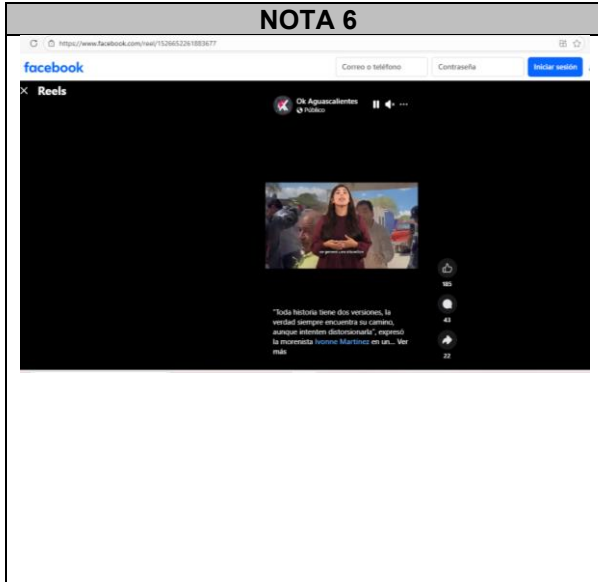 NOTA 6
https://www.facebook.com/reel/1526652261883677
facebook
Correo o teléfono
Contraseña
Iniciar sesión
Reels
Ok Aguascalientes
Público
"Toda historia tiene dos versiones, la
verdad siempre encuentra su camino,
aunque intenten distorsionarla", expresó
la morenista Ivonne Martínez en un... Ver
más
185
43
22